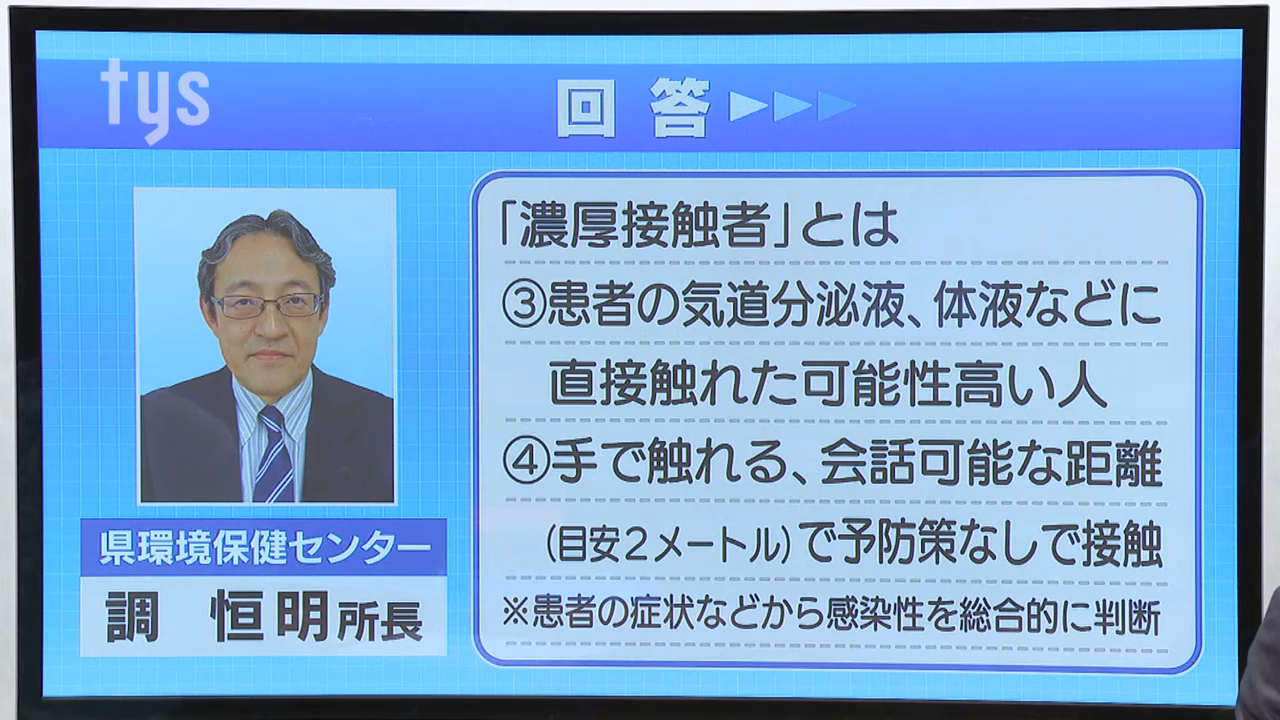 tys
回答
県環境保健センター
調 恒明所長
「濃厚接触者」とは
③患者の気道分泌液、体液などに
直接触れた可能性高い人
④手で触れる、会話可能な距離
(目安2メートル)で予防策なしで接触
※患者の症状などから感染性を総合的に判断